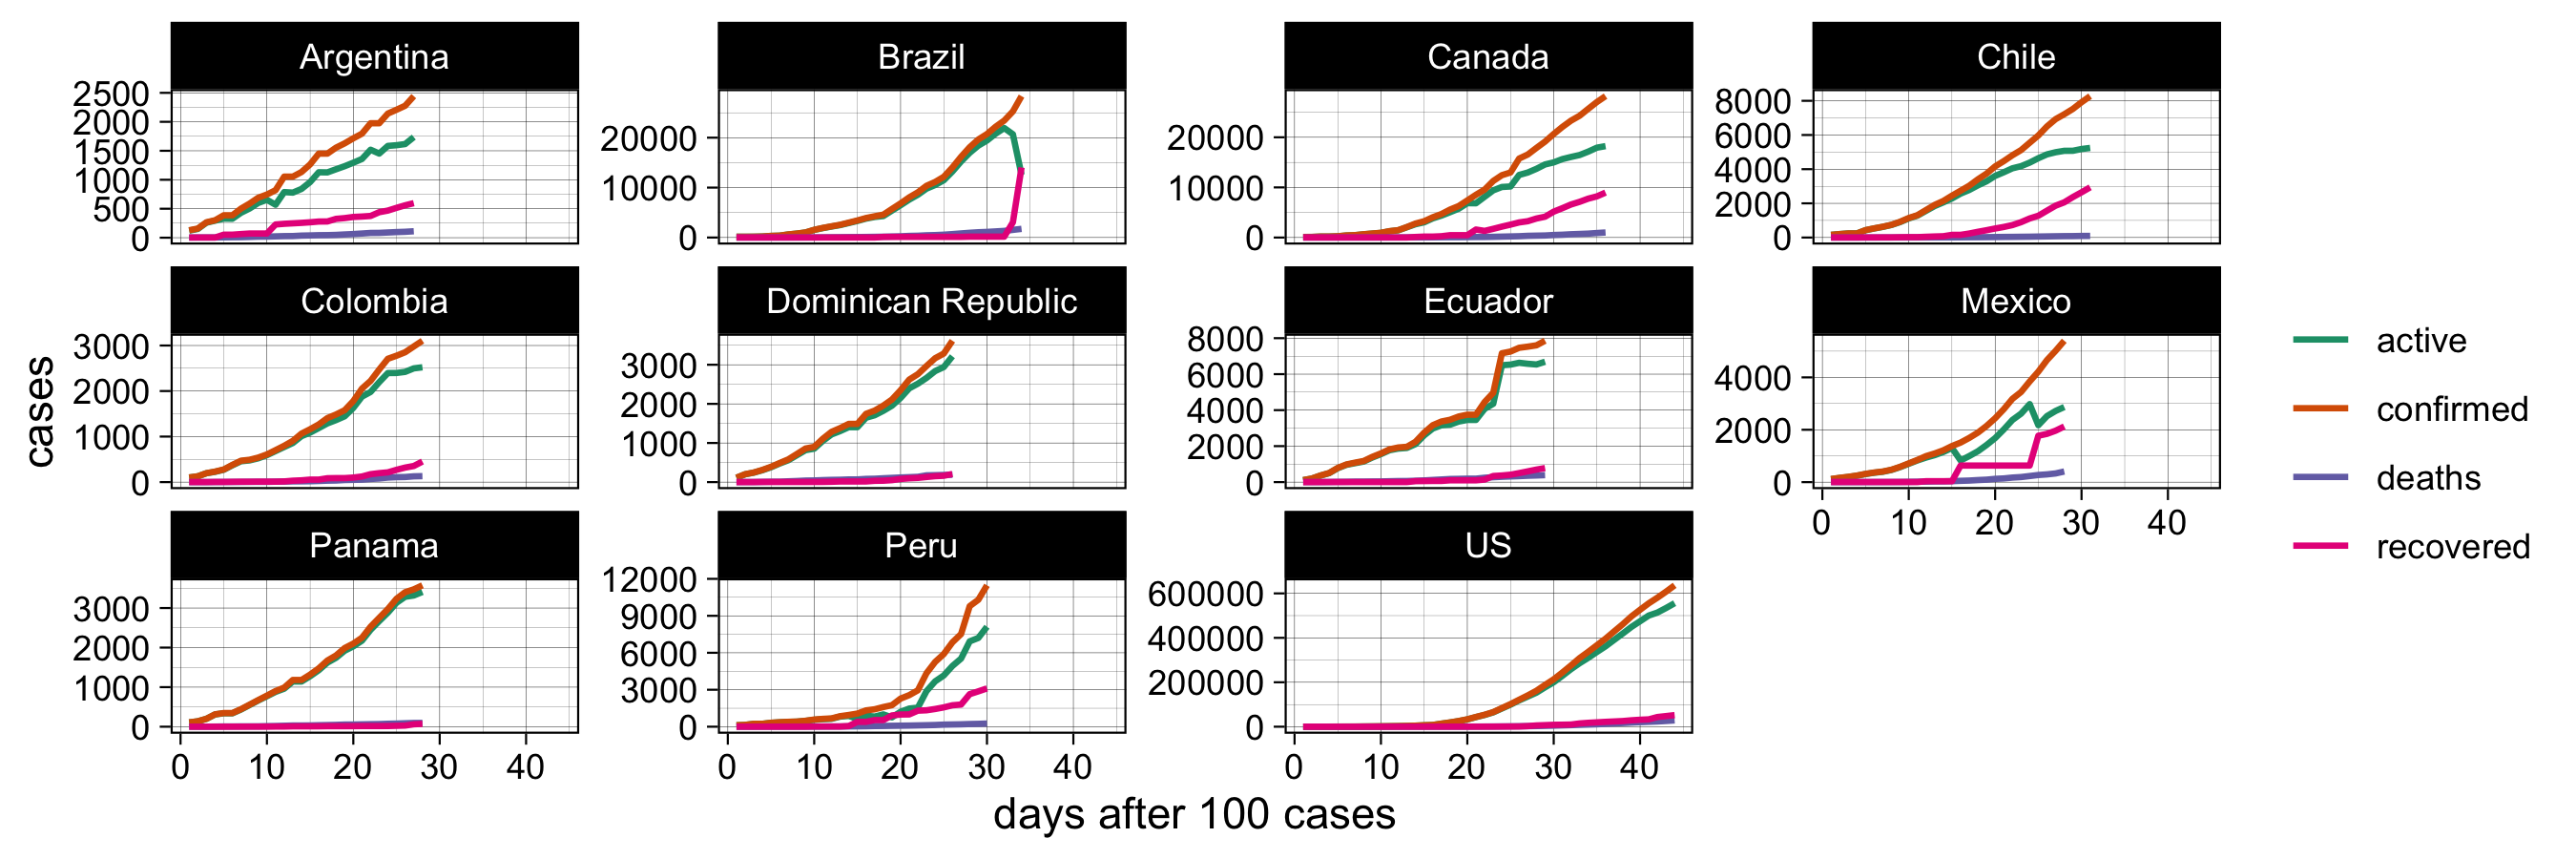 Argentina
Brazil
Canada
Chile
2500
2000
1500
1000
500
0
20000
10000
0
20000
10000
0
8000
6000
4000
2000
0
Colombia
Dominican Republic
Ecuador
Mexico
3000
2000
1000
0
3000
2000
1000
0
8000
6000
4000
2000
0
4000
2000
0
0 10 20 30 40
Panama
Peru
US
3000
2000
1000
0
12000
9000
6000
3000
0
600000
400000
200000
0
0 10 20 30 40
0 10 20 30 40
0 10 20 30 40
cases
days after 100 cases
active
confirmed
deaths
recovered